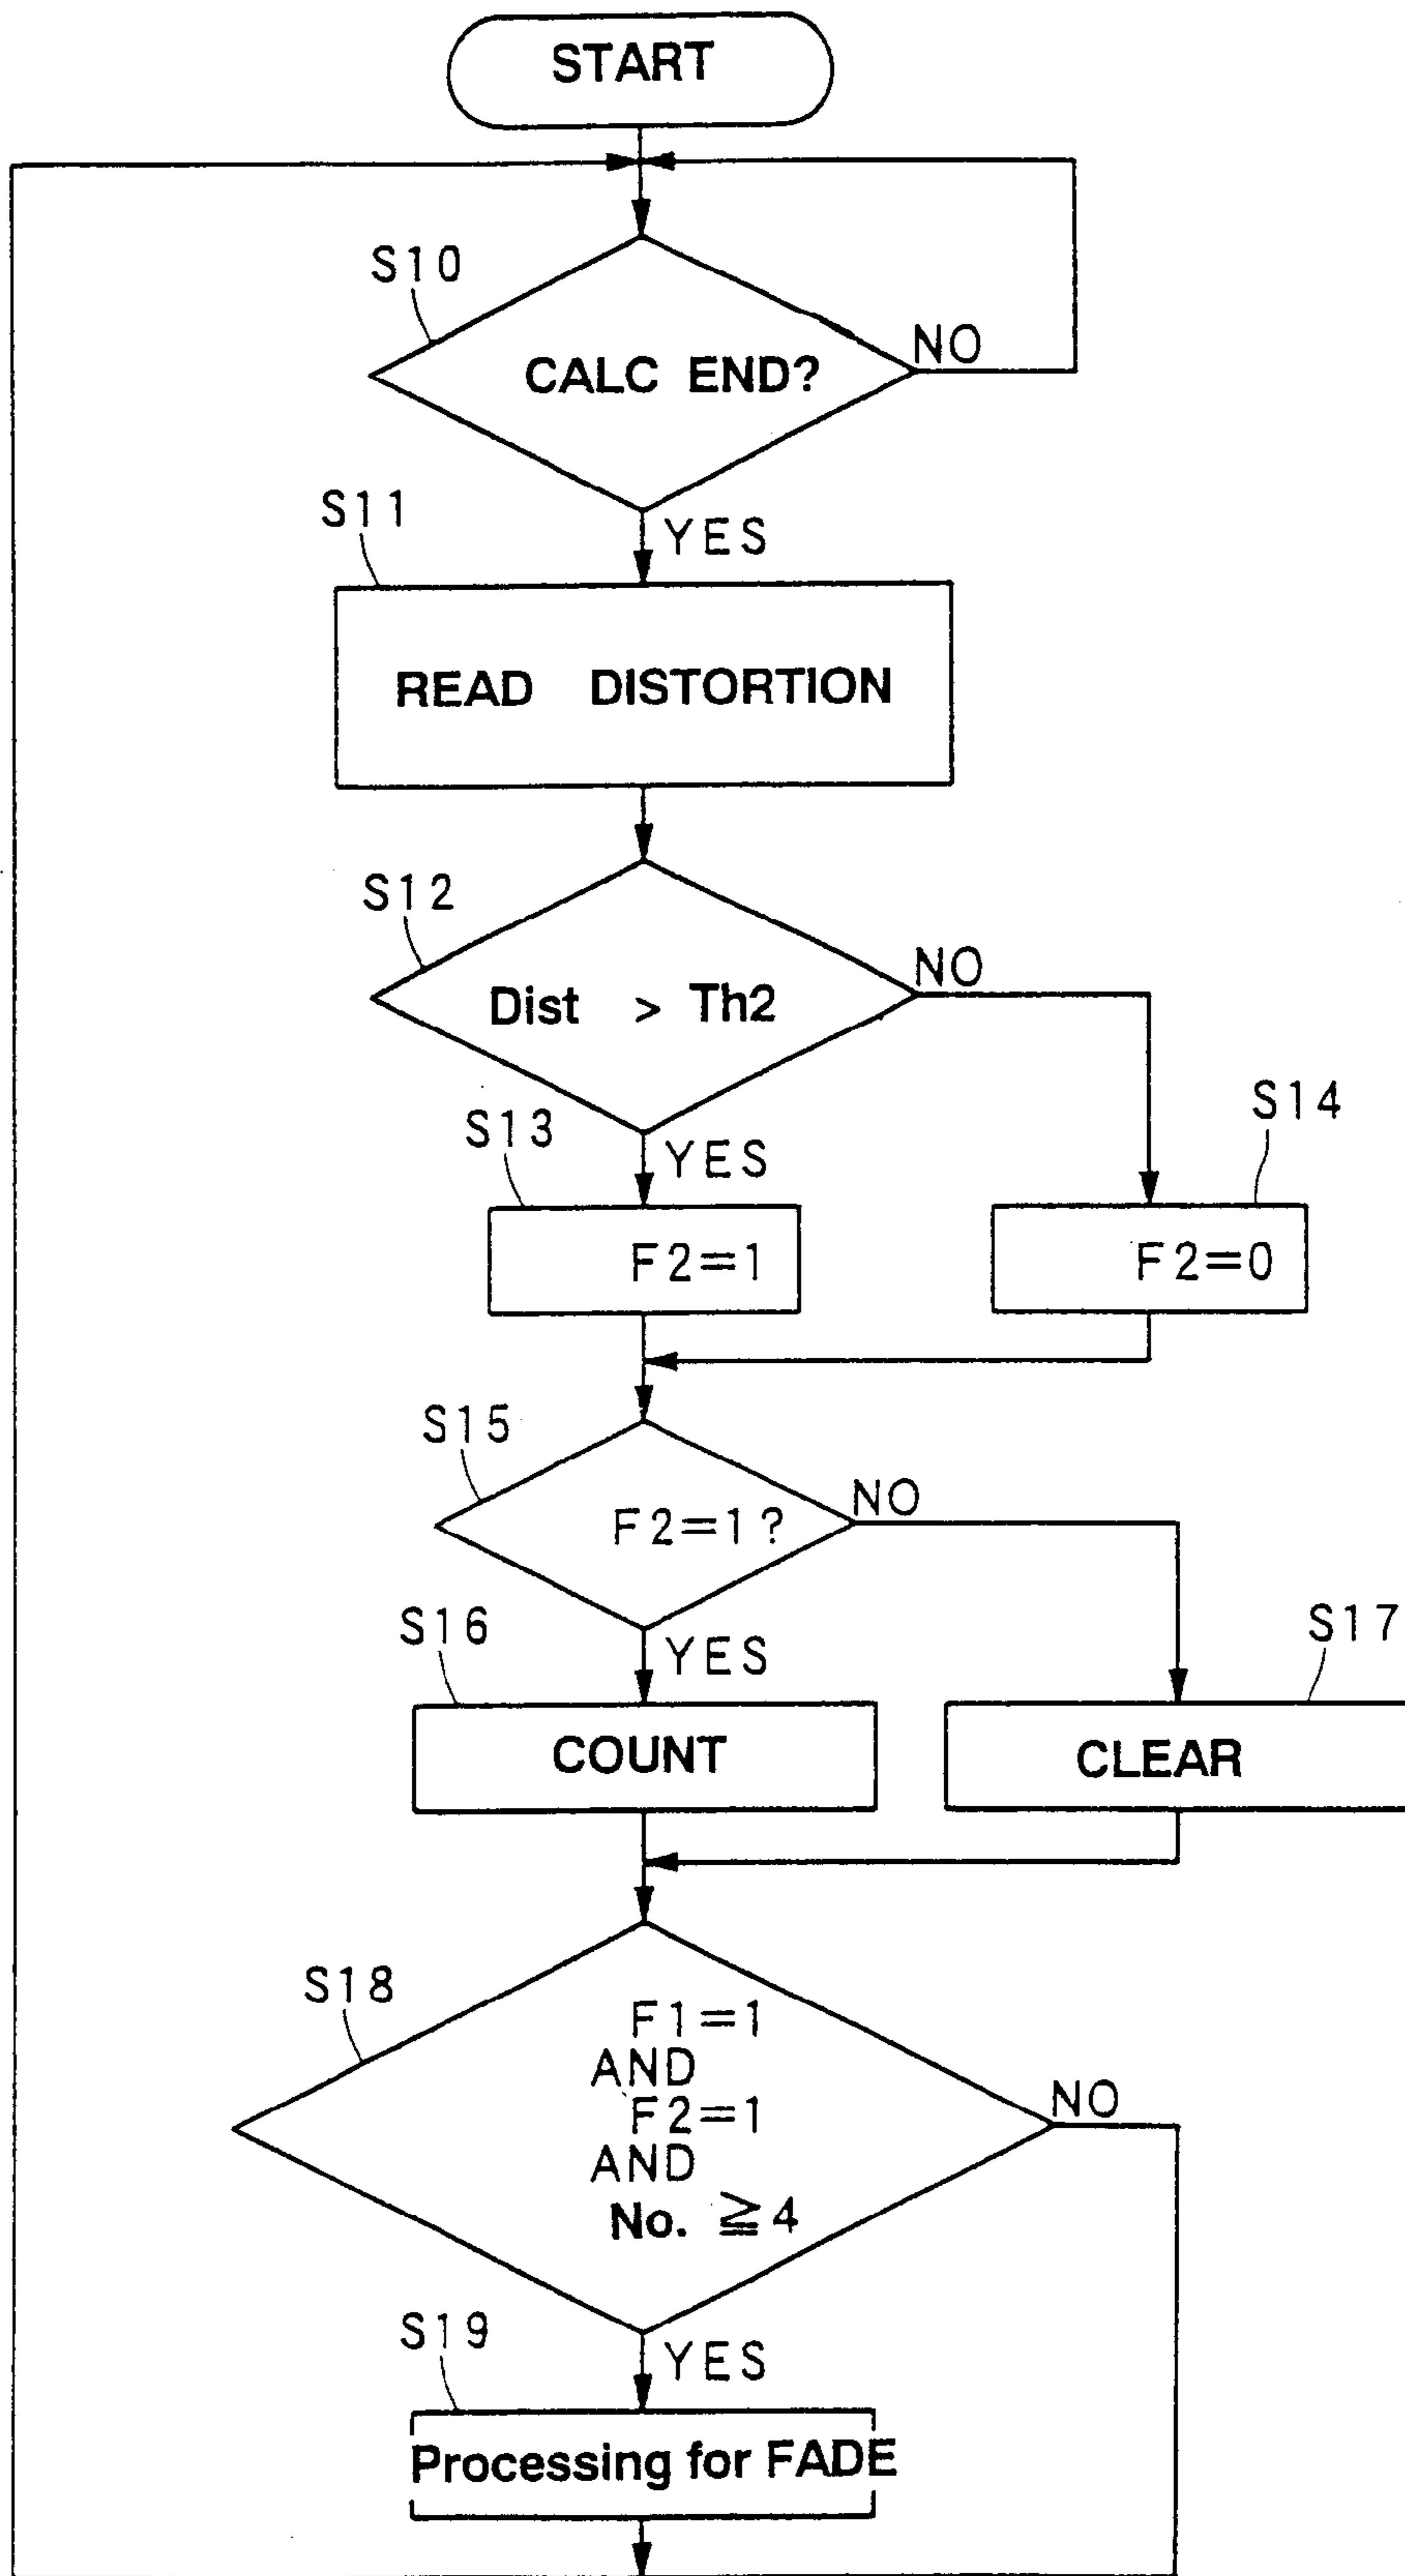 START
S10
CALC END?
NO
S11
YES
READ DISTORTION
S12
NO
Dist > Th2
S13
YES
S14
F2=1
F2=0
S15
NO
F2=1?
S16
YES
S17
COUNT
CLEAR
S18
F1=1
AND
F2=1
AND
No. ≧4
NO
S19
YES
Processing for FADE